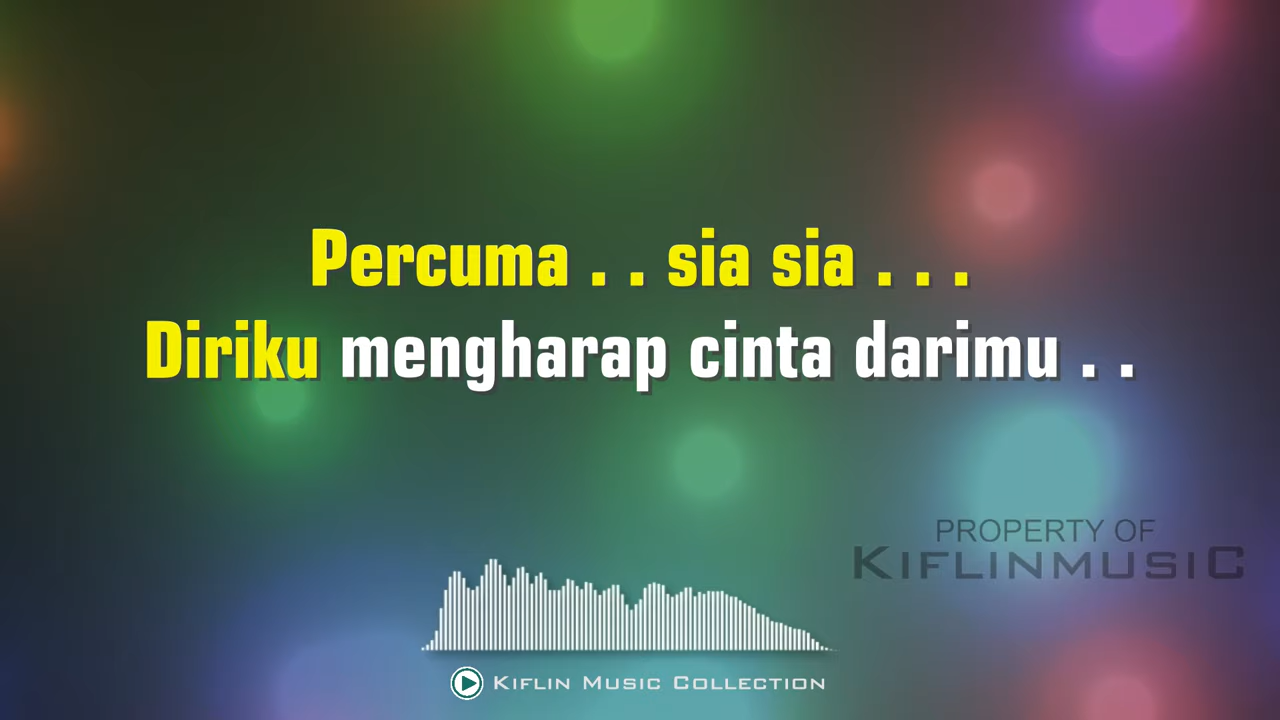 Percuma . . sia sia . . .
Diriku mengharap cinta darimu . .
PROPERTY OF
KIFLINMUSIC
KIFLIN MUSIC COLLECTION